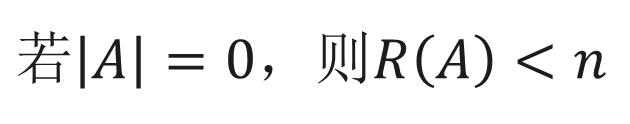 若|A| = 0，则R(A) < n